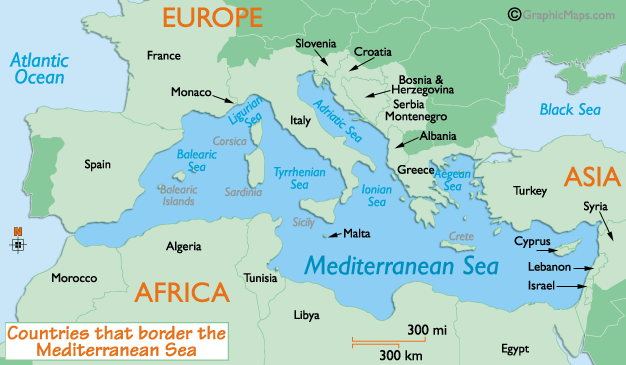 EUROPE
© GraphicMaps.com
Atlantic
Ocean
France
Slovenia
Croatia
Monaco
Ligurian
Sea
Bosnia &
Herzegovina
Serbia
Montenegro
Black Sea
Adriatic Sea
Italy
Albania
Corsica
Spain
Balearic
Sea
Balearic
Islands
Sardinia
Tyrrhenian
Sea
Ionian
Sea
Greece
Aegean
Sea
Turkey
ASIA
Syria
Sicily
Malta
Crete
Cyprus
Lebanon
Israel
N
Mediterranean Sea
Morocco
Algeria
Tunisia
AFRICA
Libya
Egypt
300 mi
300 km
Countries that border the
Mediterranean Sea